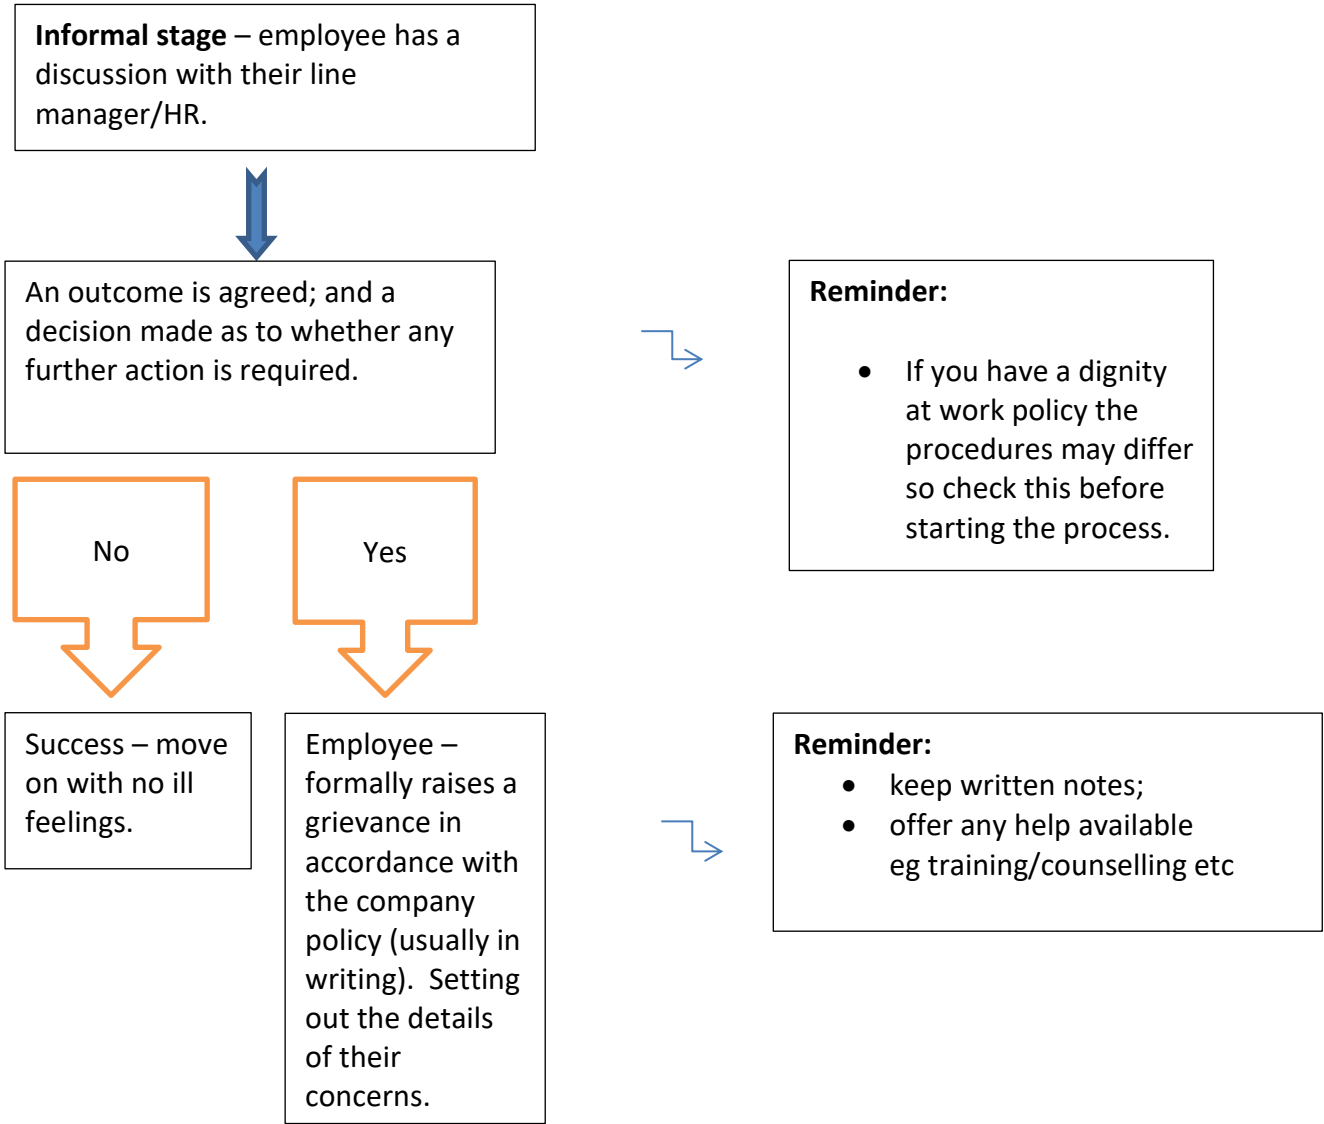 Informal stage – employee has a
discussion with their line
manager/HR.
An outcome is agreed; and a
decision made as to whether any
further action is required.
Reminder:
• If you have a dignity
at work policy the
procedures may differ
so check this before
starting the process.
No
Yes
Success – move
on with no ill
feelings.
Employee –
formally raises a
grievance in
accordance with
the company
policy (usually in
writing).  Setting
out the details
of their
concerns.
Reminder:
• keep written notes;
• offer any help available
eg training/counselling etc